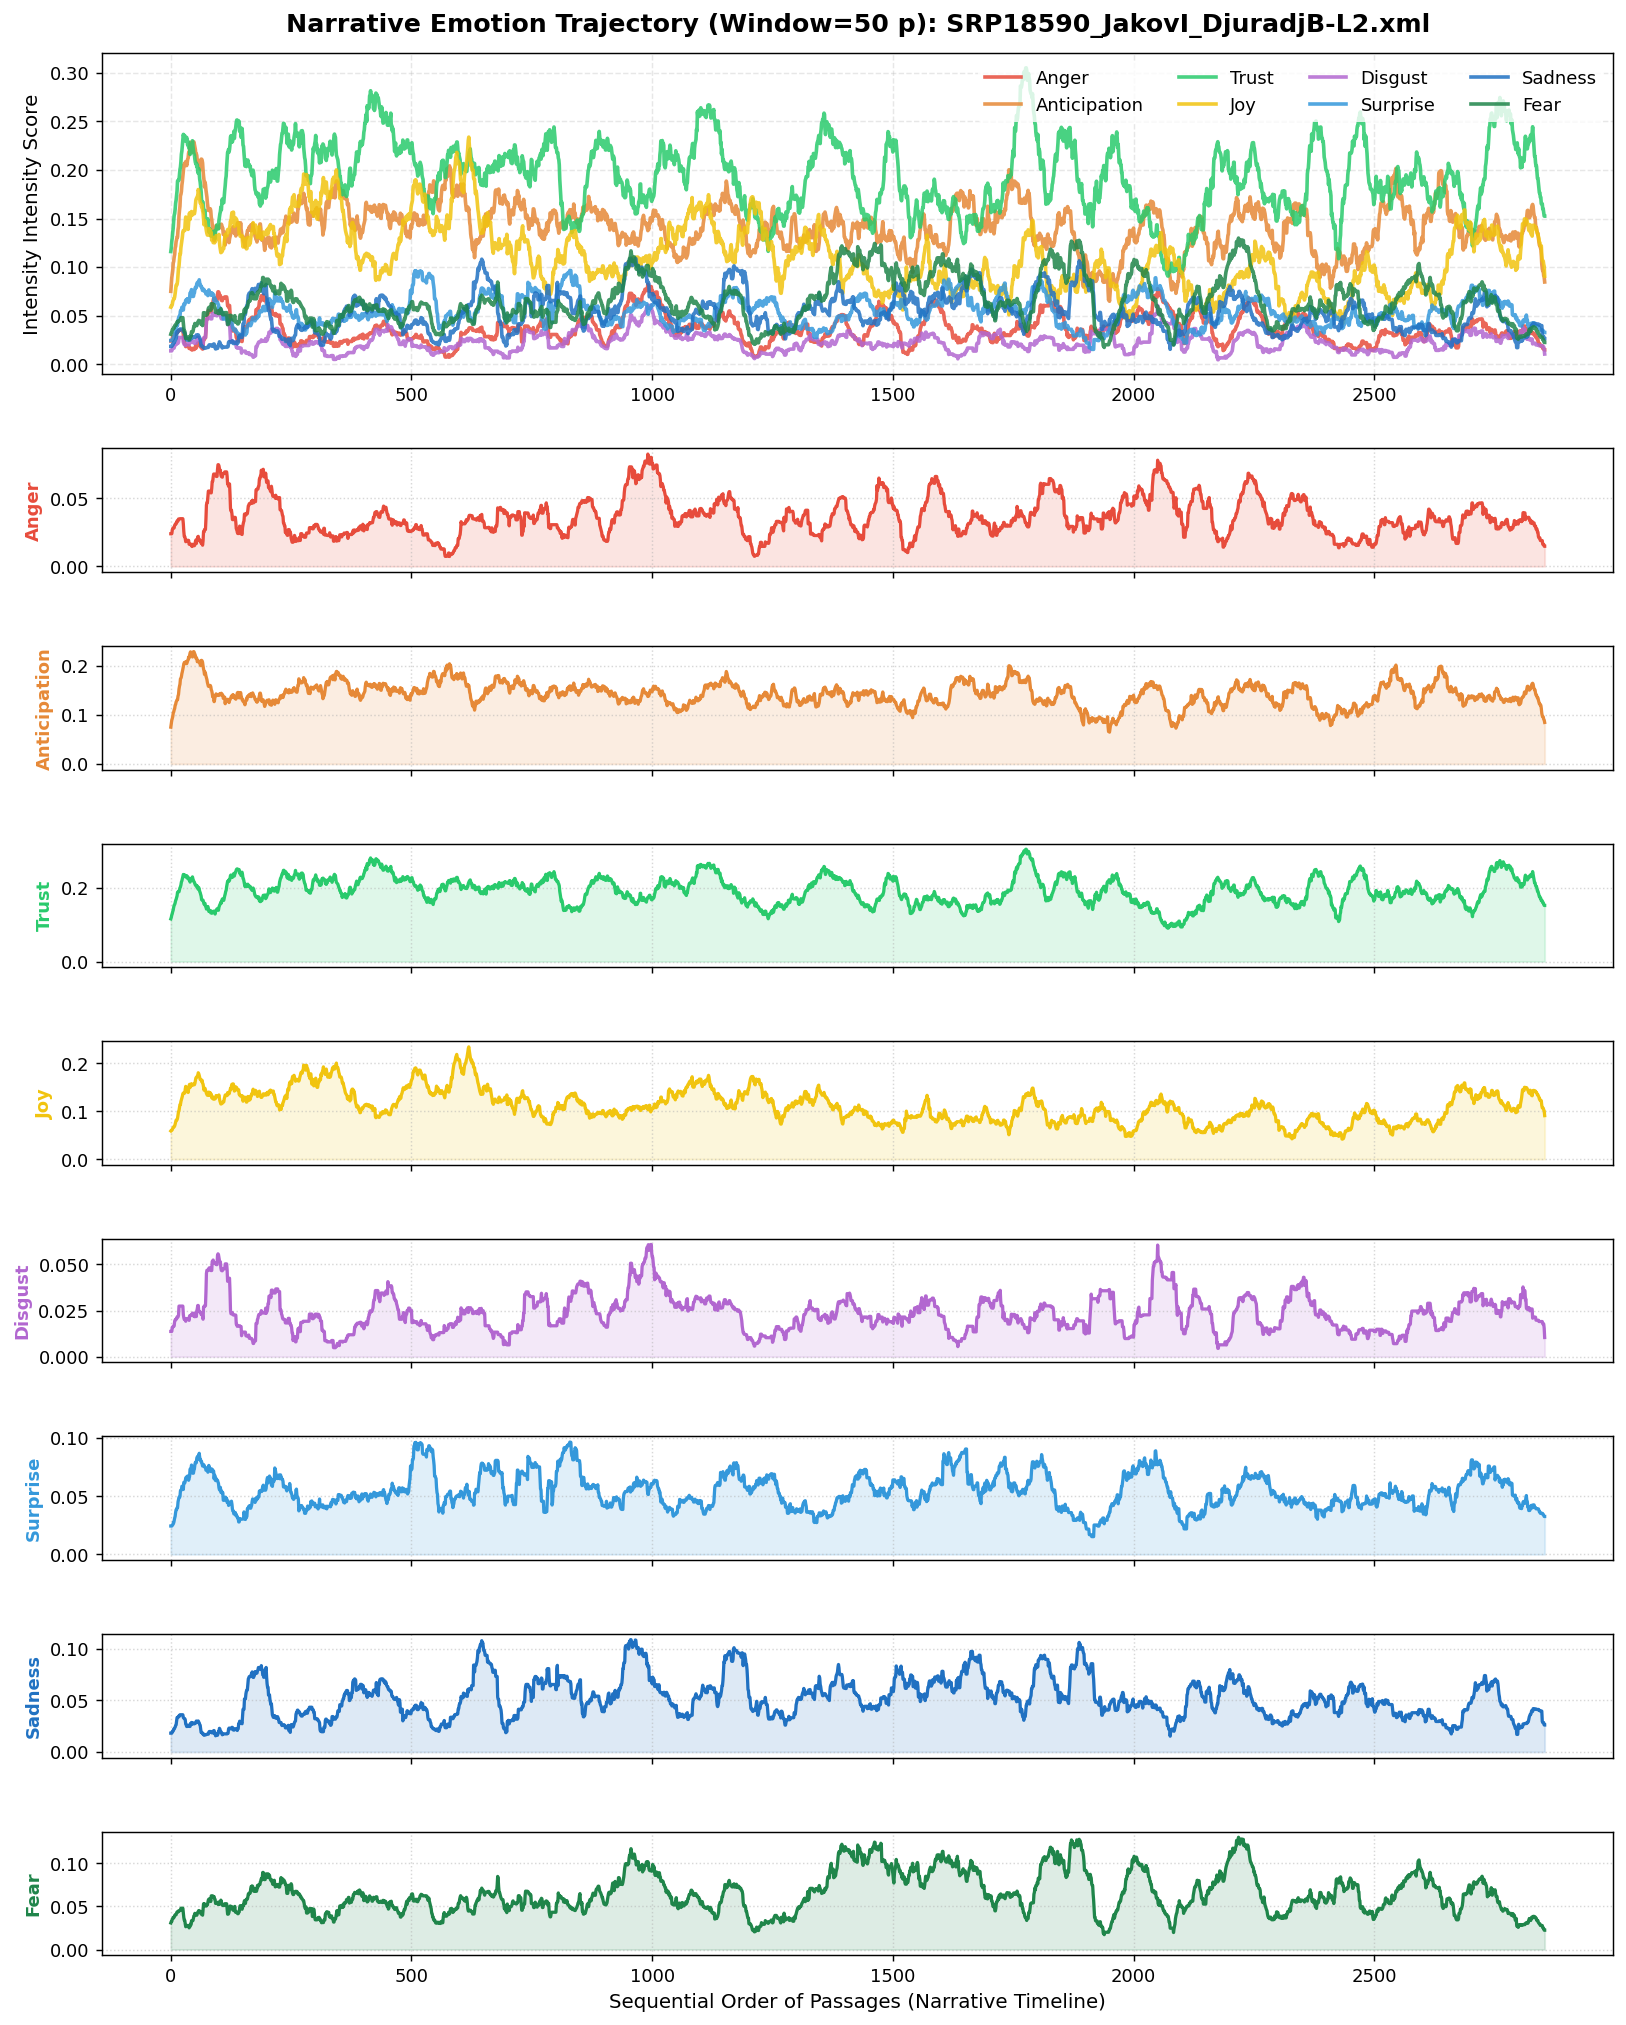 Narrative Emotion Trajectory (Window=50 p): SRP18590_JakovI_DjuradjB-L2.xml
Intensity Intensity Score
0.30
0.25
0.20
0.15
0.10
0.05
0.00
Anger
Anticipation
Trust
Joy
Disgust
Surprise
Sadness
Fear
0 500 1000 1500 2000 2500
Anger
0.05
0.00
Anticipation
0.2
0.1
0.0
Trust
0.2
0.0
Joy
0.2
0.1
0.0
Disgust
0.050
0.025
0.000
Surprise
0.10
0.05
0.00
Sadness
0.10
0.05
0.00
Fear
0.10
0.05
0.00
0 500 1000 1500 2000 2500
Sequential Order of Passages (Narrative Timeline)